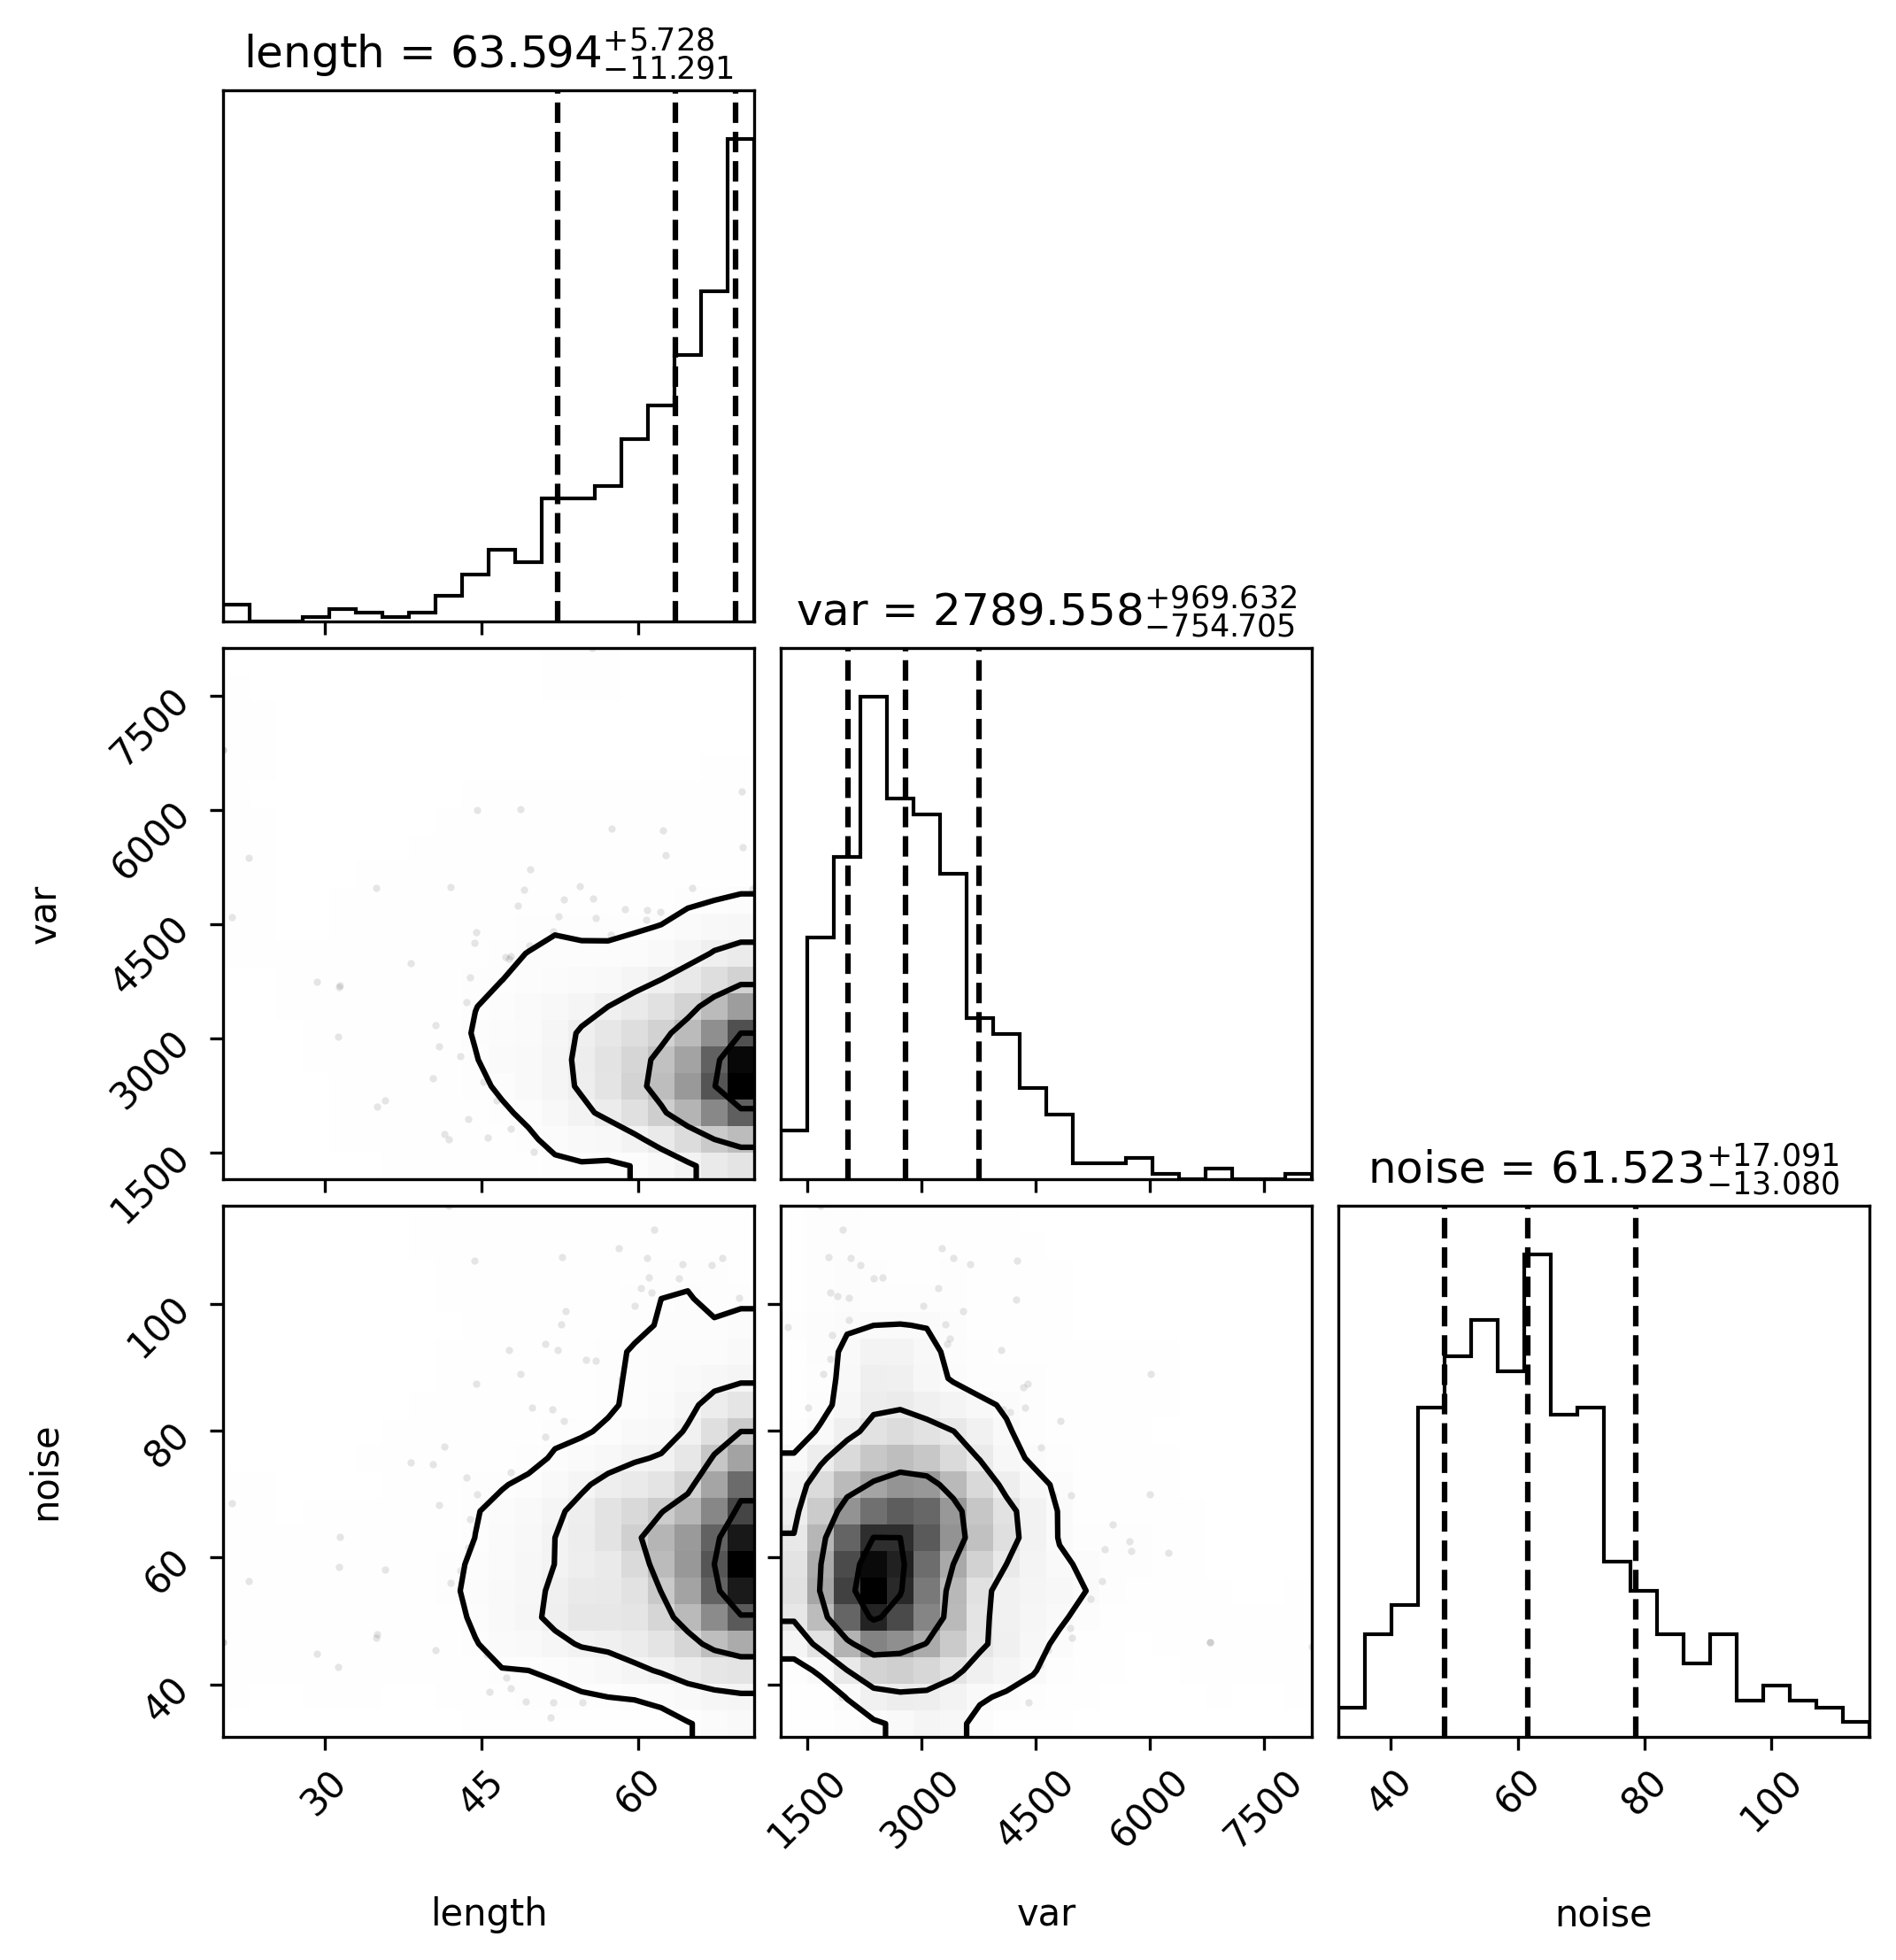 length = 63.594 +5.728 −11.291
var = 2789.558 +969.632 −754.705
7500
6000
4500
3000
1500
var
noise = 61.523 +17.091 −13.080
100
80
60
40
noise
30 45 60 1500 3000 4500 6000 7500 40 60 80 100
length var noise